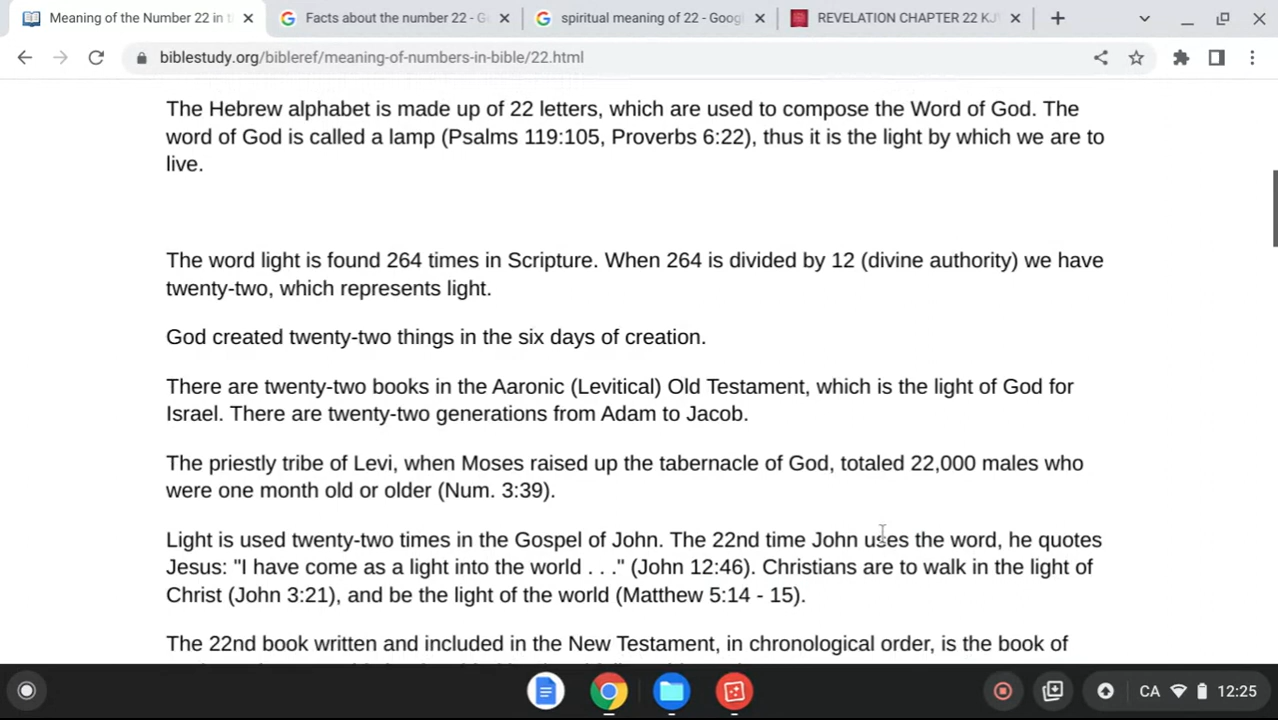 Meaning of the Number 22 in t
Facts about the number 22 - G
spiritual meaning of 22 - Goog
REVELATION CHAPTER 22 KJ
biblestudy.org/bibleref/meaning-of-numbers-in-bible/22.html
The Hebrew alphabet is made up of 22 letters, which are used to compose the Word of God. The
word of God is called a lamp (Psalms 119:105, Proverbs 6:22), thus it is the light by which we are to
live.
The word light is found 264 times in Scripture. When 264 is divided by 12 (divine authority) we have
twenty-two, which represents light.
God created twenty-two things in the six days of creation.
There are twenty-two books in the Aaronic (Levitical) Old Testament, which is the light of God for
Israel. There are twenty-two generations from Adam to Jacob.
The priestly tribe of Levi, when Moses raised up the tabernacle of God, totaled 22,000 males who
were one month old or older (Num. 3:39).
Light is used twenty-two times in the Gospel of John. The 22nd time John uses the word, he quotes
Jesus: "I have come as a light into the world . . ." (John 12:46). Christians are to walk in the light of
Christ (John 3:21), and be the light of the world (Matthew 5:14 - 15).
The 22nd book written and included in the New Testament, in chronological order, is the book of
CA 12:25